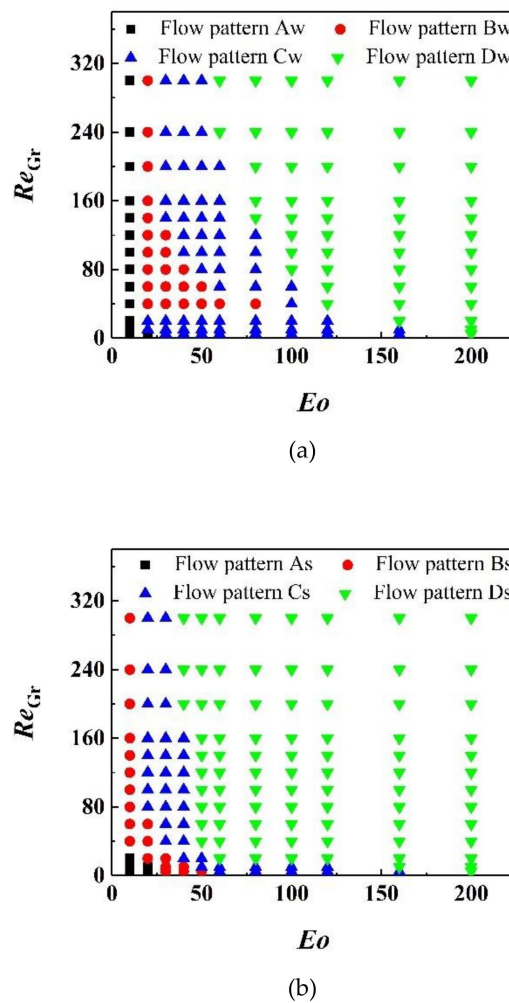 Flow pattern Aw Flow pattern Bw
Flow pattern Cw Flow pattern Dw
320
240
160
80
0
ReGr
0 50 100 150 200
Eo
(a)
Flow pattern As Flow pattern Bs
Flow pattern Cs Flow pattern Ds
320
240
160
80
0
ReGr
0 50 100 150 200
Eo
(b)